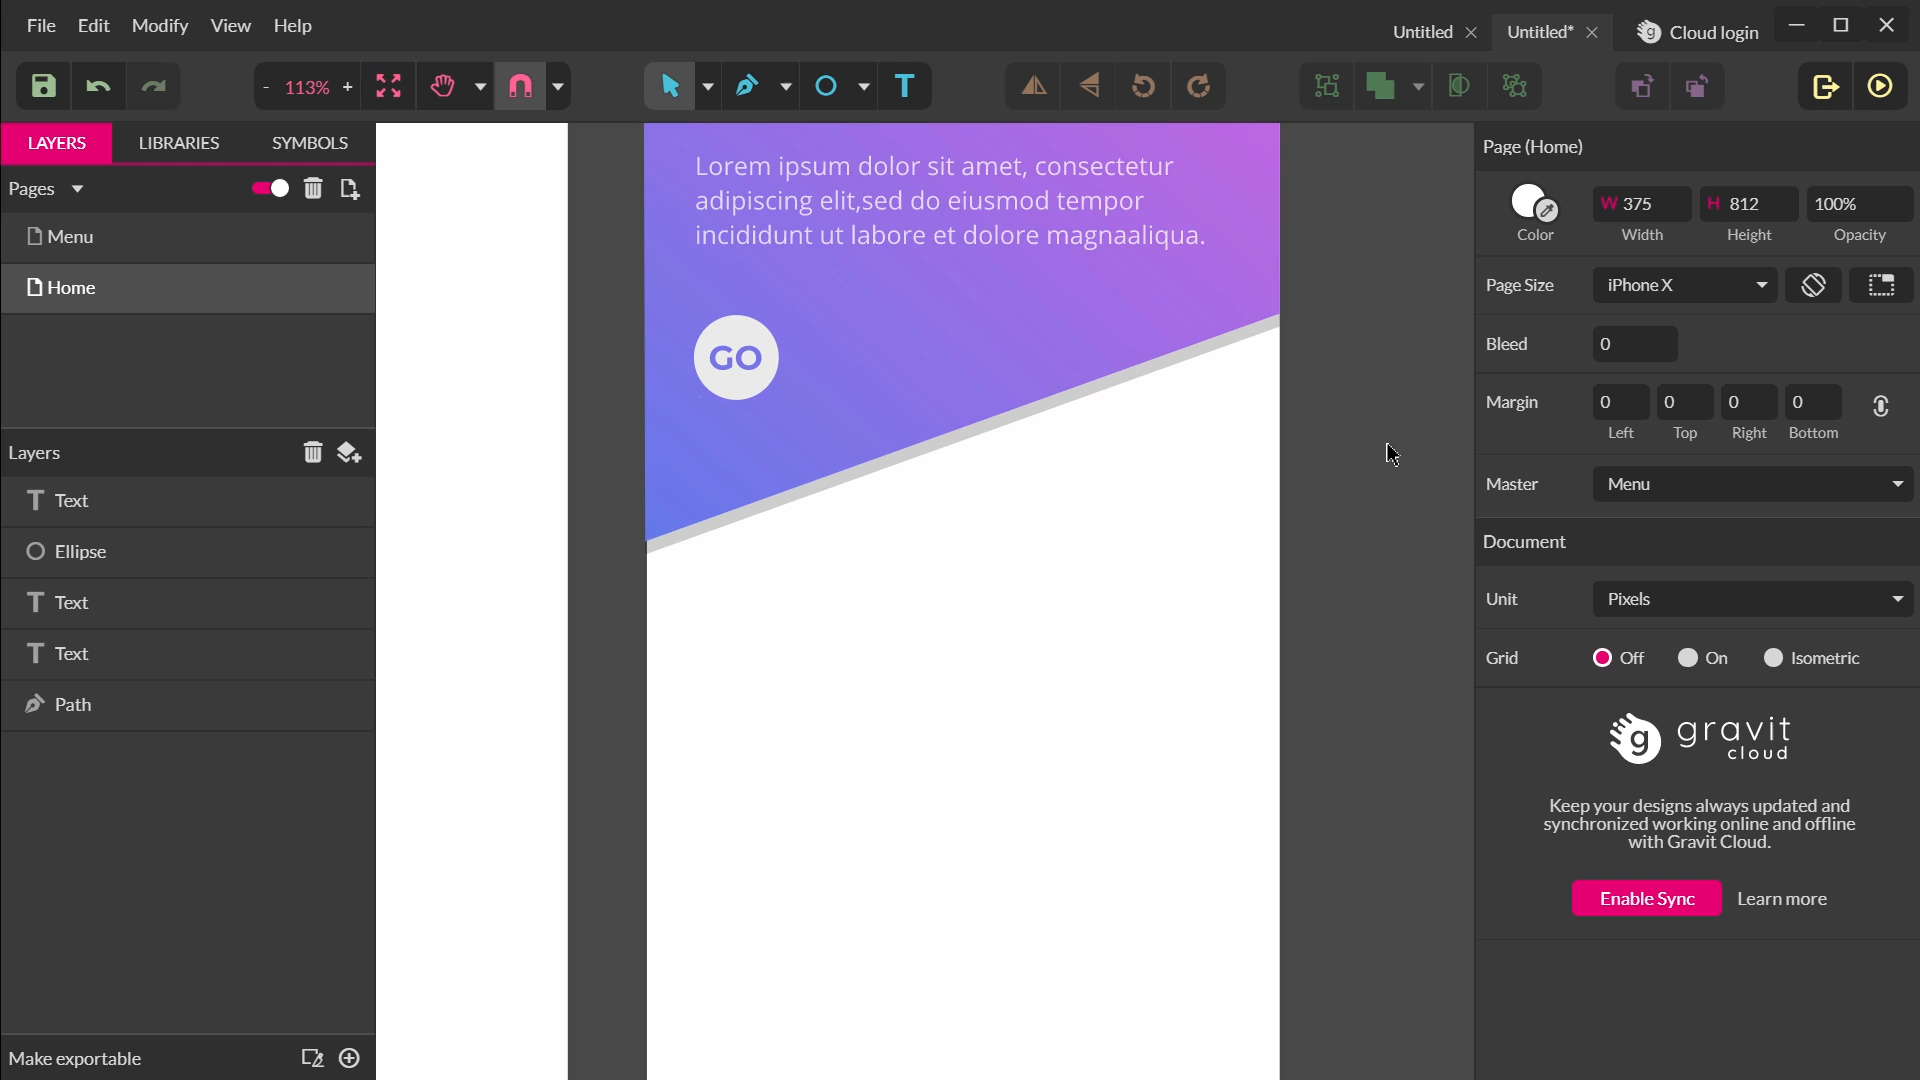 File Edit Modify View Help
Untitled Untitled* Cloud login
- 113% +
T
LAYERS LIBRARIES SYMBOLS
Pages
Menu
Home
Layers
T Text
Ellipse
T Text
T Text
Path
Make exportable
Lorem ipsum dolor sit amet, consectetur
adipiscing elit,sed do eiusmod tempor
incididunt ut labore et dolore magnaaliqua.
GO
Page (Home)
W 375 H 812 100%
Color Width Height Opacity
Page Size iPhone X
Bleed 0
Margin 0 0 0 0
Left Top Right Bottom
Master Menu
Document
Unit Pixels
Grid Off On Isometric
g gravit
cloud
Keep your designs always updated and
synchronized working online and offline
with Gravit Cloud.
Enable Sync Learn more